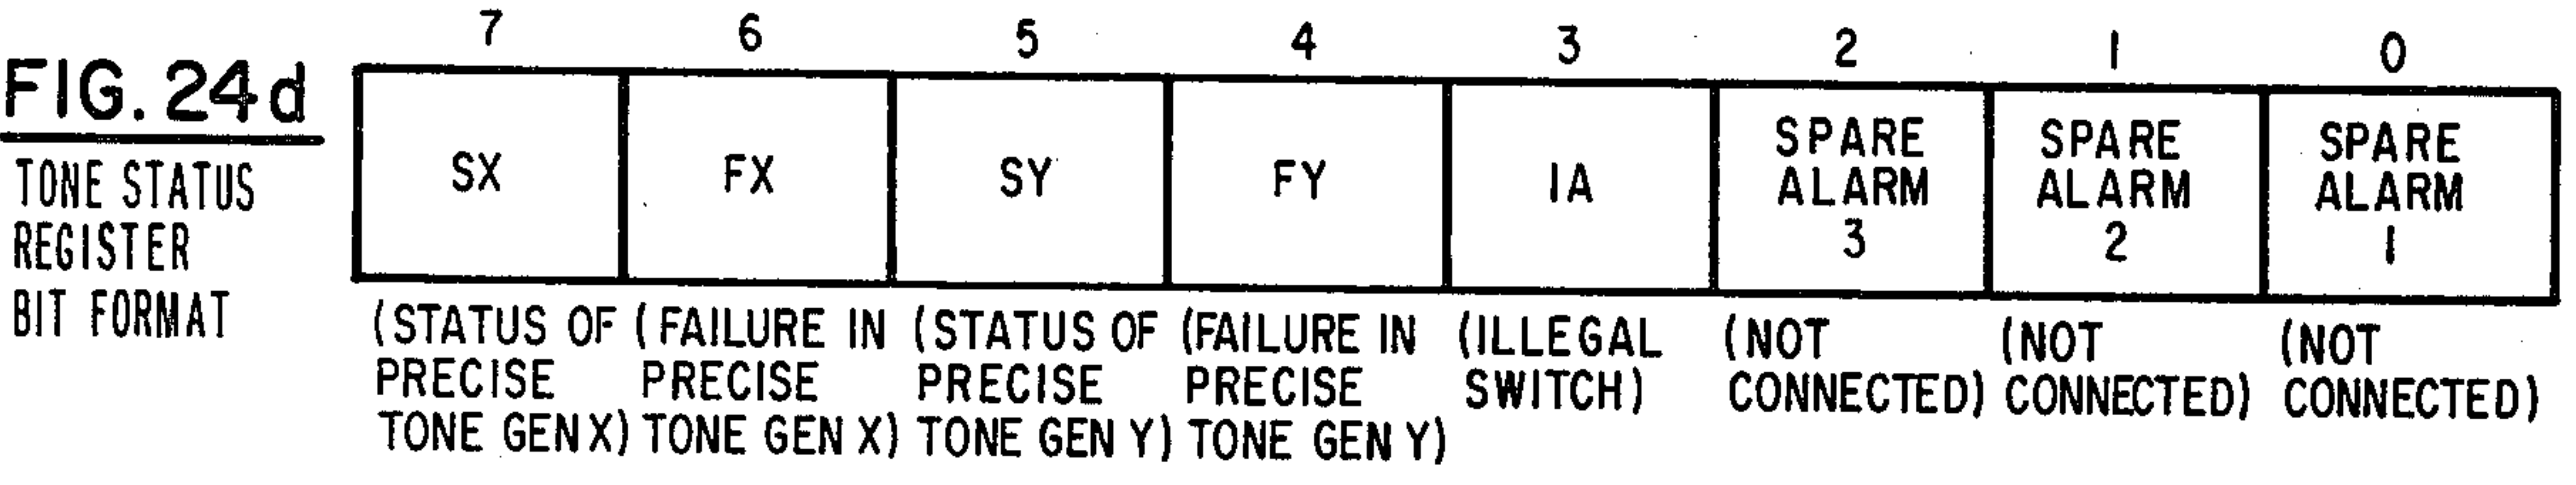 7 6 5 4 3 2 1 0
FIG. 24d
TONE STATUS
REGISTER
BIT FORMAT
SX
FX
SY
FY
IA
SPARE
ALARM
3
SPARE
ALARM
2
SPARE
ALARM
1
(STATUS OF
PRECISE
TONE GEN X)
(FAILURE IN
PRECISE
TONE GEN X)
(STATUS OF
PRECISE
TONE GEN Y)
(FAILURE IN
PRECISE
TONE GEN Y)
(ILLEGAL
SWITCH)
(NOT
CONNECTED)
(NOT
CONNECTED)
(NOT
CONNECTED)